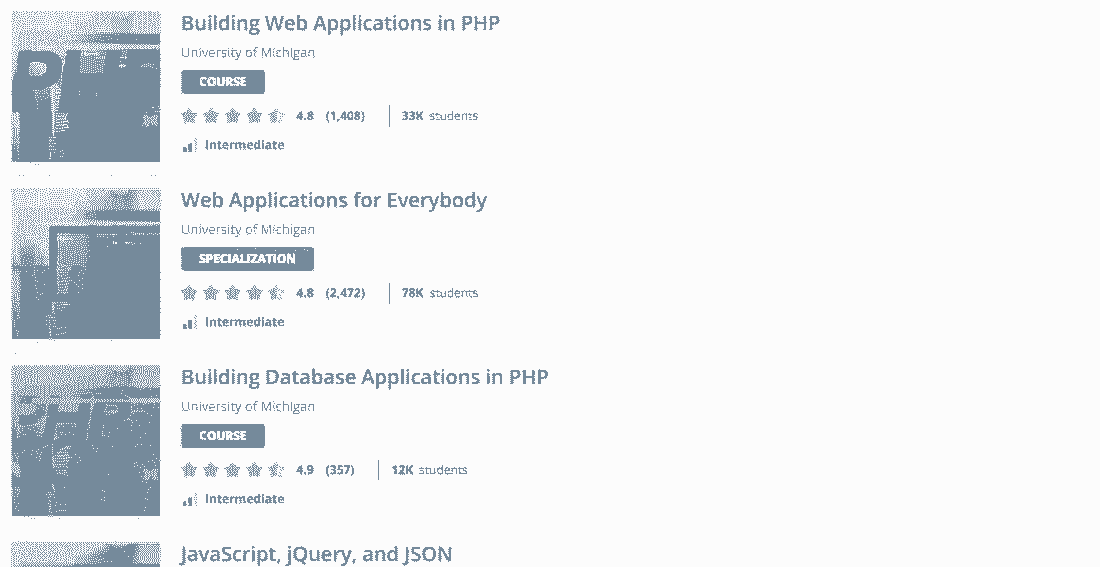 Building Web Applications in PHP
University of Michigan
COURSE
4.8 (1,408) 33K students
Intermediate
Web Applications for Everybody
University of Michigan
SPECIALIZATION
4.8 (2,472) 78K students
Intermediate
Building Database Applications in PHP
University of Michigan
COURSE
4.9 (357) 12K students
Intermediate
JavaScript, jQuery, and JSON